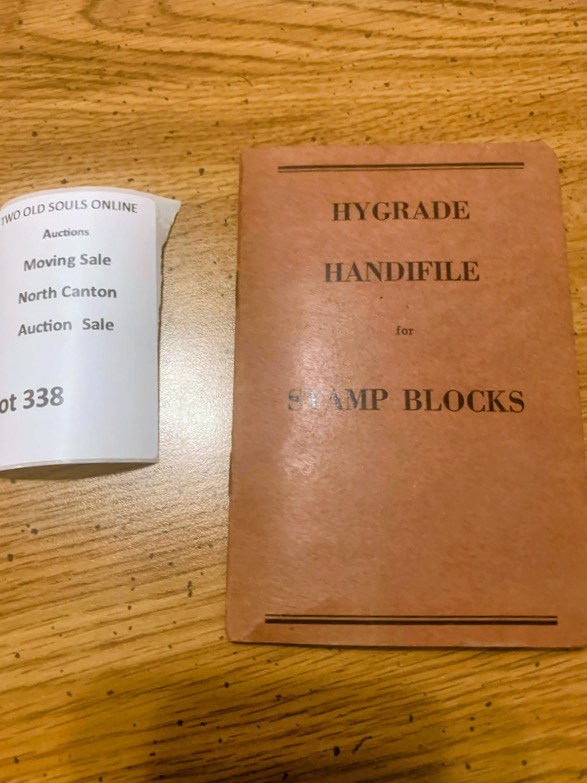 TWO OLD SOULS ONLINE
Auctions
Moving Sale
North Canton
Auction Sale
ot 338
HYGRADE
HANDIFILE
for
STAMP BLOCKS